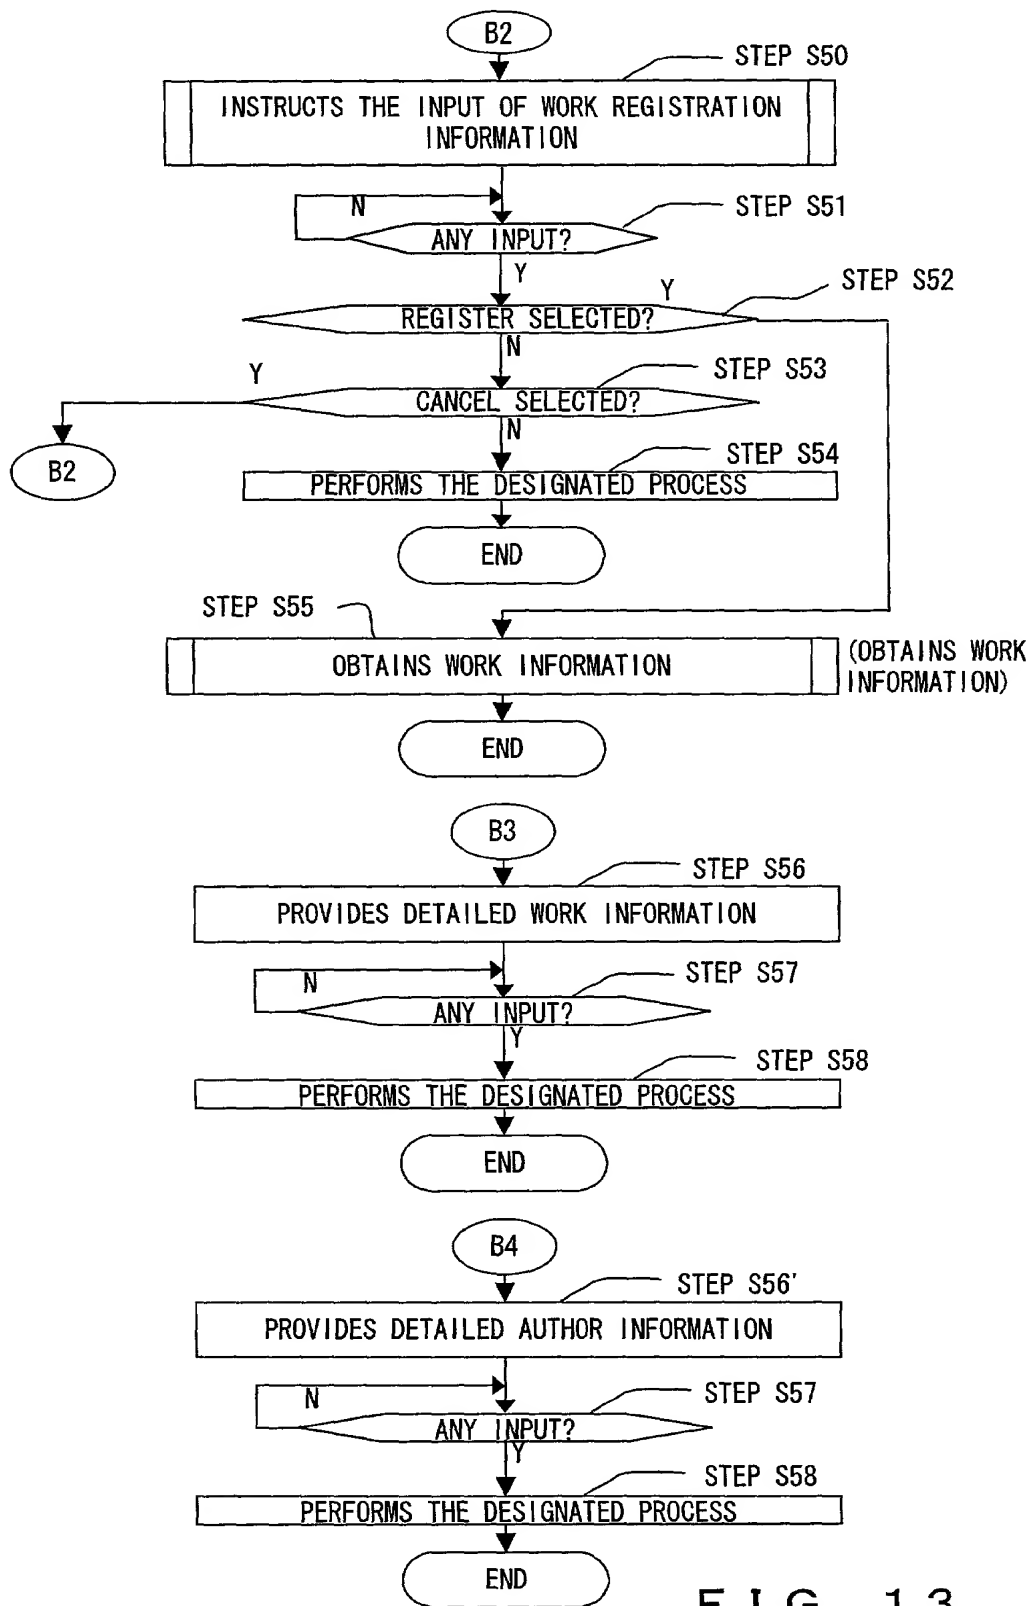 B2
STEP S50
INSTRUCTS THE INPUT OF WORK REGISTRATION
INFORMATION
N
STEP S51
ANY INPUT?
Y
Y
STEP S52
REGISTER SELECTED?
N
Y
STEP S53
CANCEL SELECTED?
N
B2
STEP S54
PERFORMS THE DESIGNATED PROCESS
END
STEP S55
OBTAINS WORK INFORMATION
(OBTAINS WORK
INFORMATION)
END
B3
STEP S56
PROVIDES DETAILED WORK INFORMATION
N
STEP S57
ANY INPUT?
Y
STEP S58
PERFORMS THE DESIGNATED PROCESS
END
B4
STEP S56'
PROVIDES DETAILED AUTHOR INFORMATION
N
STEP S57
ANY INPUT?
Y
STEP S58
PERFORMS THE DESIGNATED PROCESS
END
FIG. 13